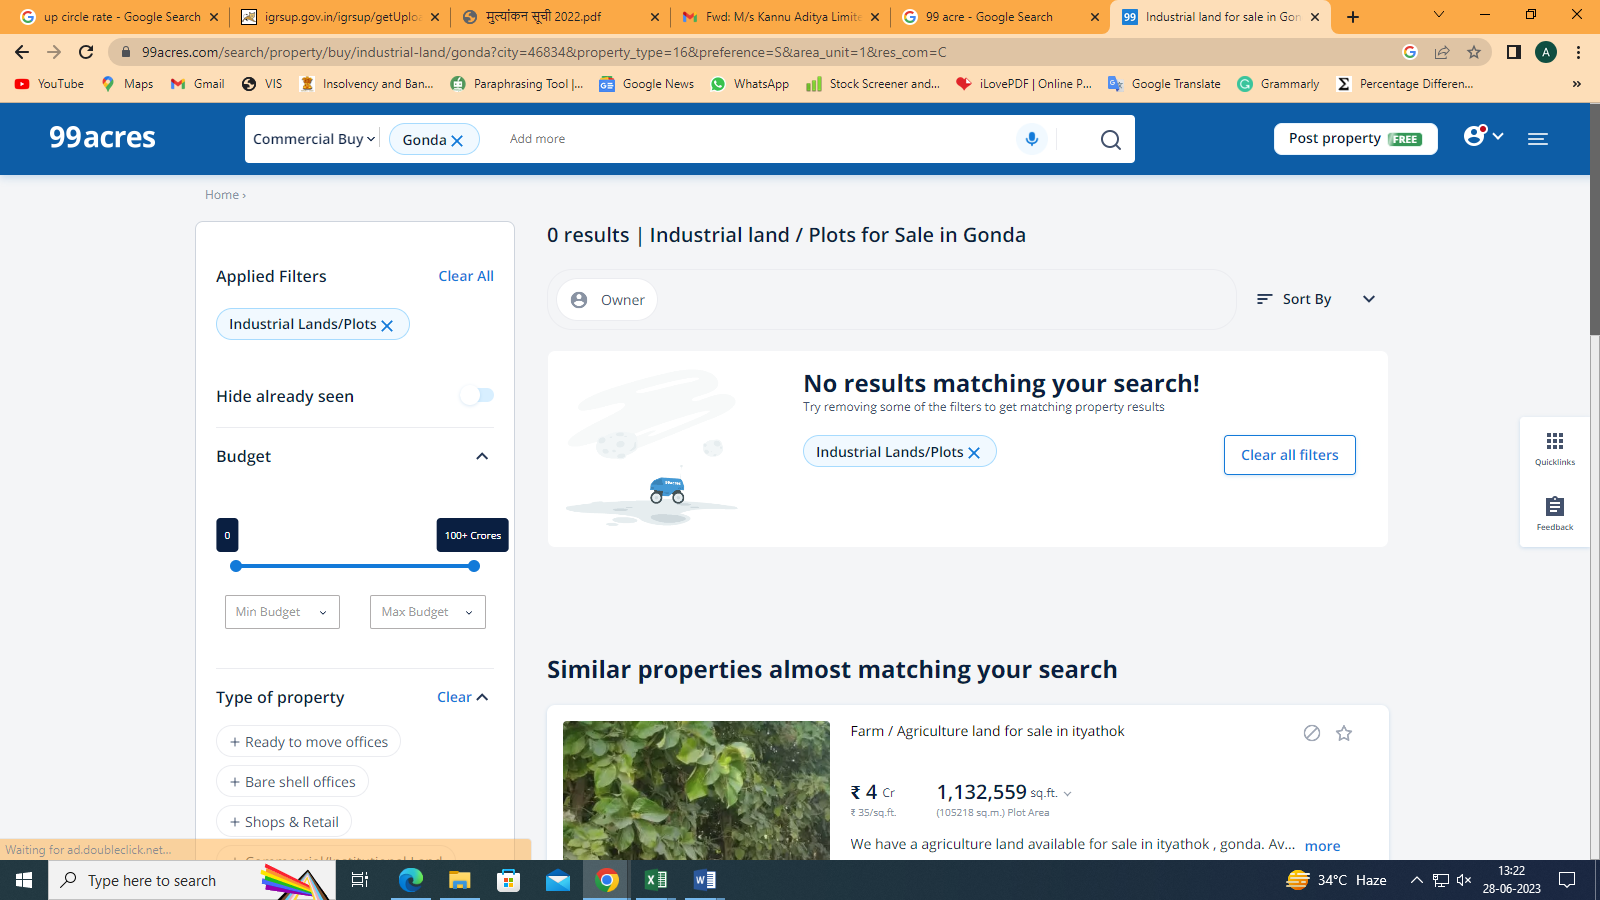 up circle rate - Google Search
igrsup.gov.in/igrsup/getUploa
मुल्यांकन सूची 2022.pdf
Fwd: M/s Kannu Aditya Limite
99 acre - Google Search
99
Industrial land for sale in Gon
99acres.com/search/property/buy/industrial-land/gonda?city=46834&property_type=16&preference=S&area_unit=1&res_com=C
A
YouTube
Maps
Gmail
VIS
Insolvency and Ban...
Paraphrasing Tool |...
Google News
WhatsApp
Stock Screener and...
iLovePDF | Online P...
Google Translate
Grammarly
Percentage Differen...
»
99acres
Commercial Buy
Gonda
Add more
Post property FREE
Home ›
Applied Filters
Clear All
Industrial Lands/Plots
Hide already seen
Budget
0
100+ Crores
Min Budget
Max Budget
Type of property
Clear
+ Ready to move offices
+ Bare shell offices
+ Shops & Retail
+ Commercial/Institutional Land
0 results | Industrial land / Plots for Sale in Gonda
Owner
Sort By
No results matching your search!
Try removing some of the filters to get matching property results
Industrial Lands/Plots
Clear all filters
Quicklinks
Feedback
Similar properties almost matching your search
Farm / Agriculture land for sale in ityathok
₹ 4 Cr
₹ 35/sq.ft.
1,132,559 sq.ft.
(105218 sq.m.) Plot Area
We have a agriculture land available for sale in ityathok , gonda. Av... more
Waiting for ad.doubleclick.net...
Type here to search
34°C Haze
13:22
28-06-2023